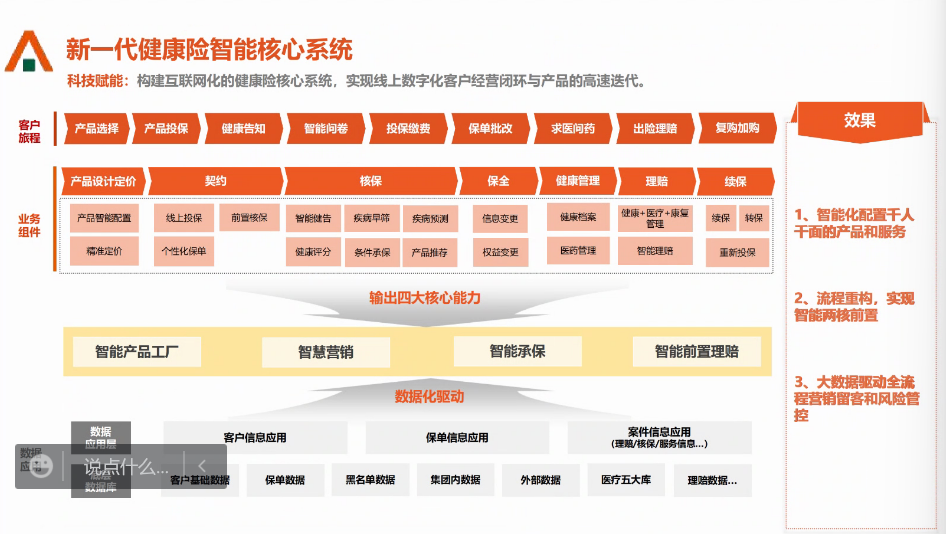 新一代健康险智能核心系统
科技赋能：构建互联网化的健康险核心系统，实现线上数字化客户经营闭环与产品的高速迭代。
客户
旅程
产品选择
产品投保
健康告知
智能问卷
投保缴费
保单批改
求医问药
出险理赔
复购加购
业务
组件
产品设计定价
契约
核保
保全
健康管理
理赔
续保
产品智能配置
线上投保
前置核保
智能健告
疾病早筛
疾病预测
信息变更
健康档案
健康+医疗+康复
管理
续保
转保
精准定价
个性化保单
健康评分
条件承保
产品推荐
权益变更
医药管理
智能理赔
重新投保
输出四大核心能力
智能产品工厂
智慧营销
智能承保
智能前置理赔
数据化驱动
数据
应用层
客户信息应用
保单信息应用
案件信息应用
(理赔/核保/服务信息...)
数据
应用
说点什么...
数据库
客户基础数据
保单数据
黑名单数据
集团内数据
外部数据
医疗五大库
理赔数据...
效果
1、智能化配置千人
千面的产品和服务
2、流程重构，实现
智能两核前置
3、大数据驱动全流
程营销留客和风险管
控